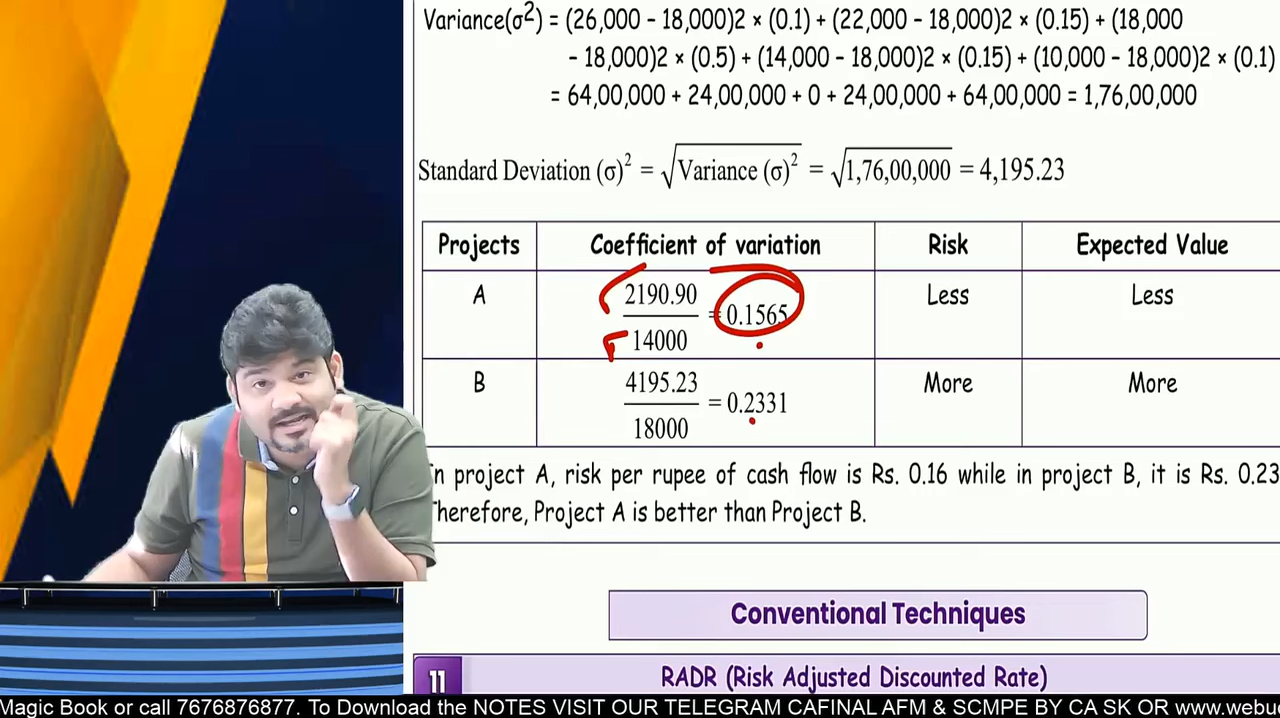 Variance(σ2) = (26,000 – 18,000)2 × (0.1) + (22,000 – 18,000)2 × (0.15) + (18,000
– 18,000)2 × (0.5) + (14,000 – 18,000)2 × (0.15) + (10,000 – 18,000)2 × (0.1)
= 64,00,000 + 24,00,000 + 0 + 24,00,000 + 64,00,000 = 1,76,00,000
Standard Deviation (σ)² = √Variance (σ)² = √1,76,00,000 = 4,195.23
Projects Coefficient of variation Risk Expected Value
A 2190.90 / 14000 = 0.1565 Less Less
B 4195.23 / 18000 = 0.2331 More More
n project A, risk per rupee of cash flow is Rs. 0.16 while in project B, it is Rs. 0.23
Therefore, Project A is better than Project B.
Conventional Techniques
11 RADR (Risk Adjusted Discounted Rate)
Magic Book or call 7676876877. To Download the NOTES VISIT OUR TELEGRAM CAFINAL AFM & SCMPE BY CA SK OR www.webuc